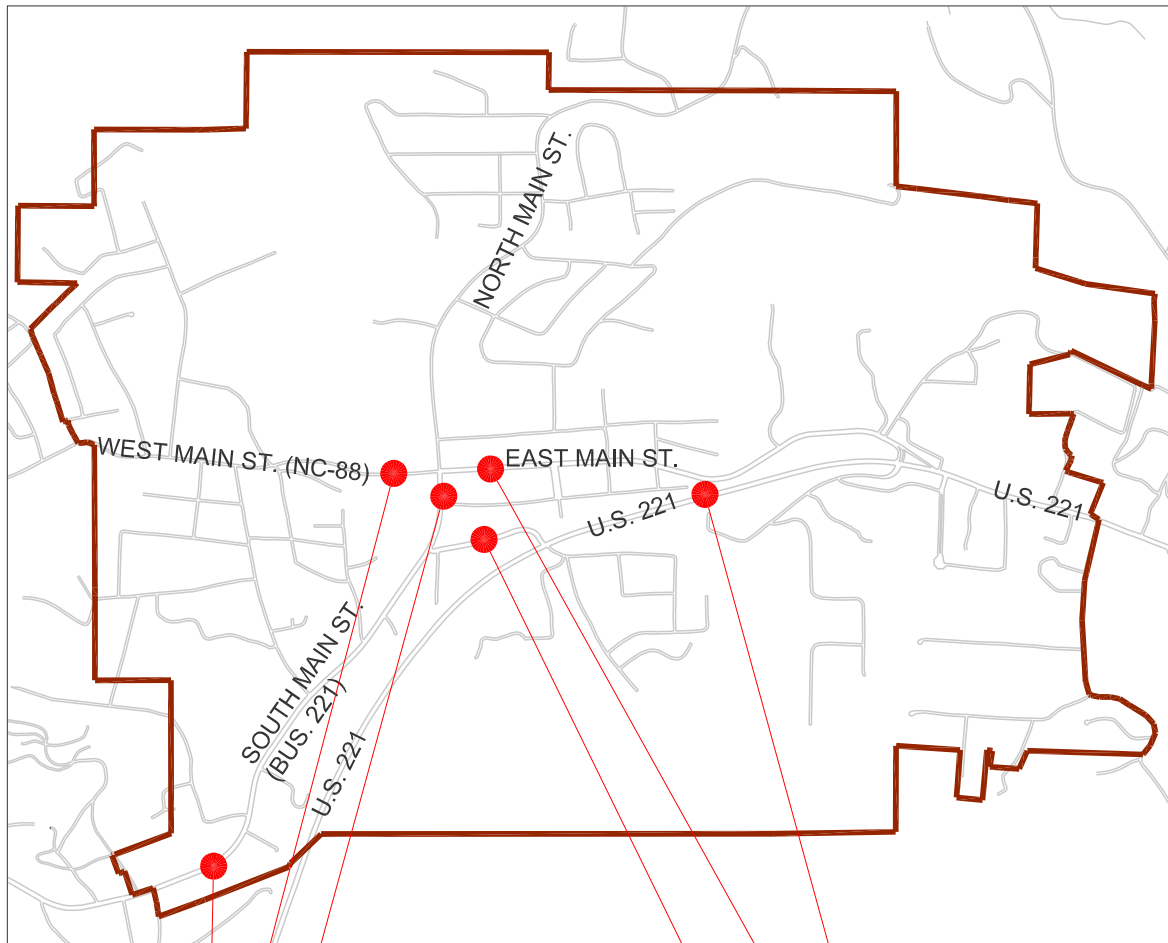 NORTH MAIN ST.
WEST MAIN ST. (NC-88)
EAST MAIN ST.
U.S. 221
U.S. 221
SOUTH MAIN ST.
(BUS. 221)
U.S. 221